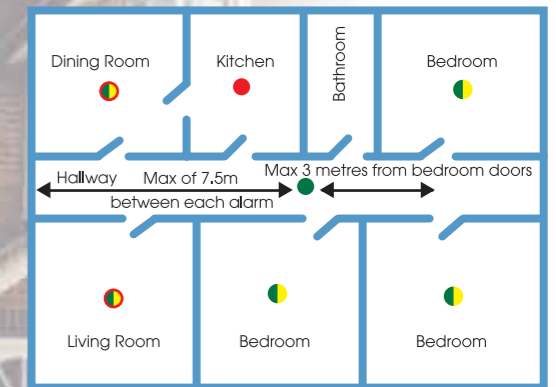 Dining Room
Kitchen
Bathroom
Bedroom
Hallway
Max of 7.5m
between each alarm
Max 3 metres from bedroom doors
Living Room
Bedroom
Bedroom